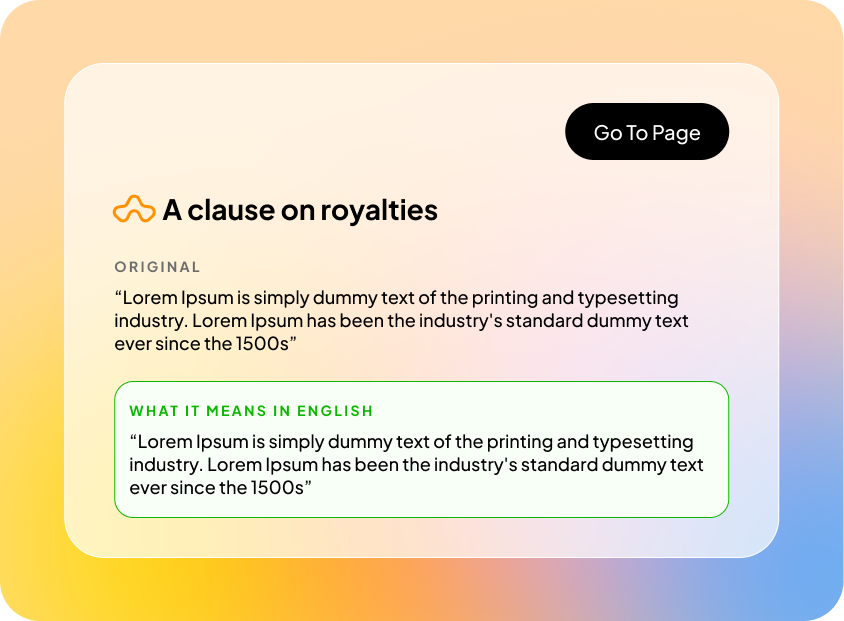 Go To Page
A clause on royalties
ORIGINAL
“Lorem Ipsum is simply dummy text of the printing and typesetting
industry. Lorem Ipsum has been the industry's standard dummy text
ever since the 1500s”
WHAT IT MEANS IN ENGLISH
“Lorem Ipsum is simply dummy text of the printing and typesetting
industry. Lorem Ipsum has been the industry's standard dummy text
ever since the 1500s”